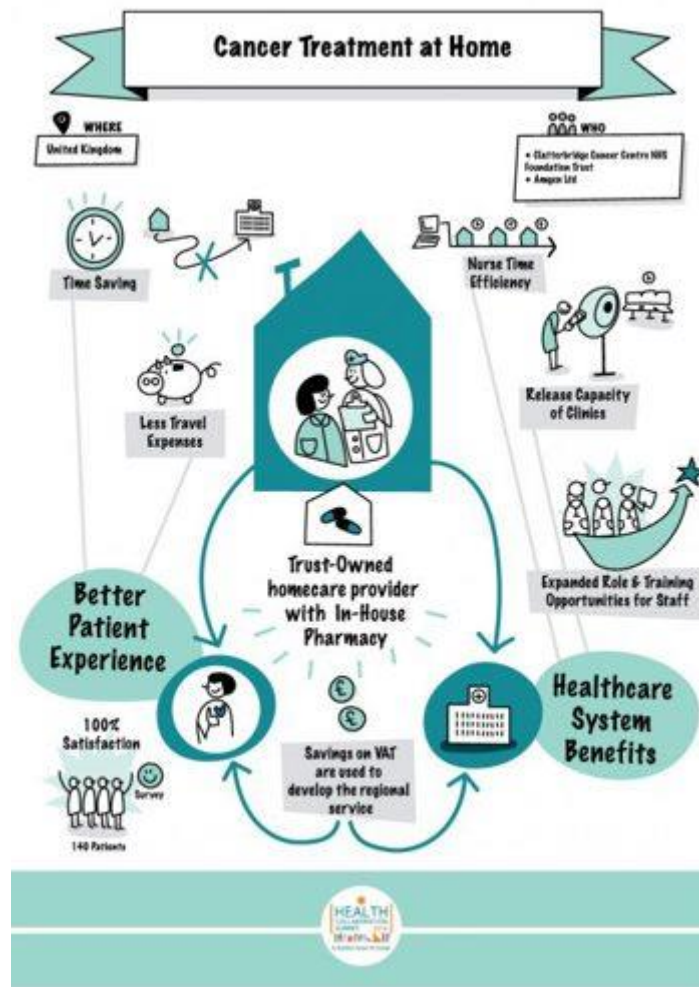 Cancer Treatment at Home
WHERE
United Kingdom
WHO
• Clatterbridge Cancer Centre NHS
Foundation Trust
• Amgen Ltd
Time Saving
Nurse Time
Efficiency
Less Travel
Expenses
Release Capacity
of Clinics
Trust-Owned
homecare provider
with In-House
Pharmacy
Expanded Role & Training
Opportunities for Staff
Better
Patient
Experience
Healthcare
System
Benefits
100%
Satisfaction
Survey
140 Patients
£
£
Savings on VAT
are used to
develop the regional
service
HEALTH